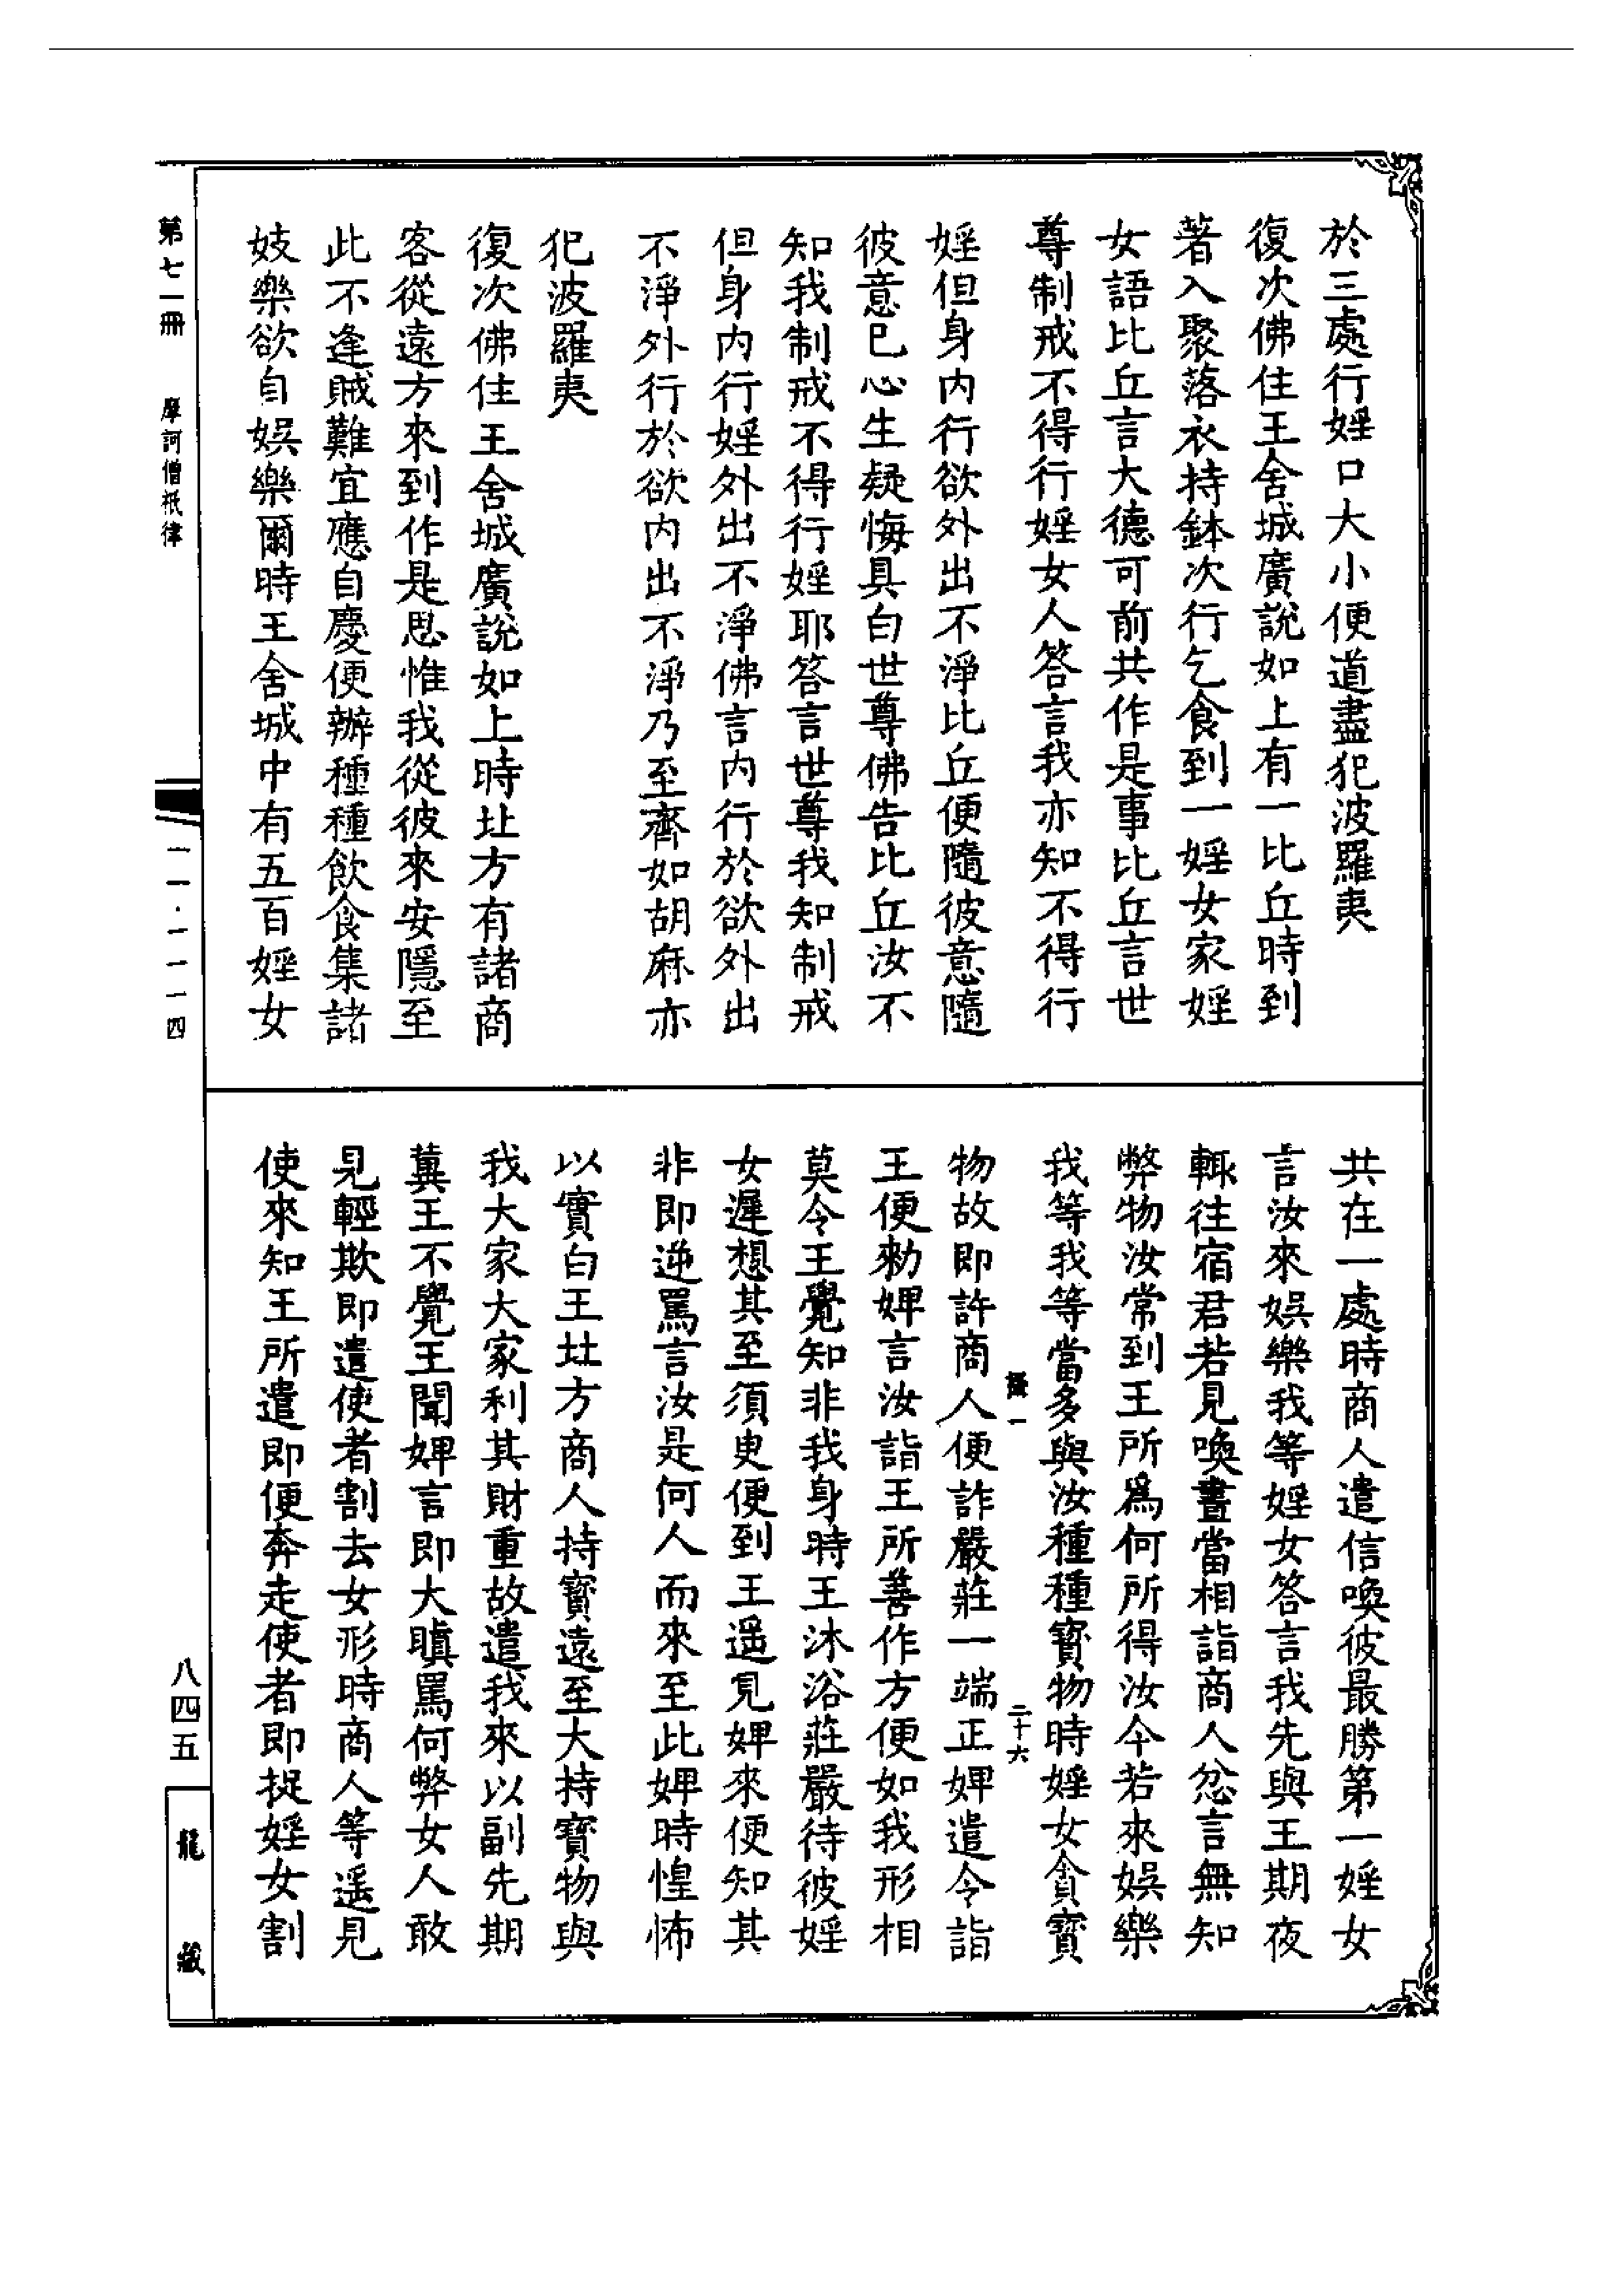 於三處行婬口大小便道盡犯波羅夷
復次佛住王舍城廣說如上有一比丘時到
著入聚落衣持鉢次行乞食到一婬女家婬
女語比丘言大德可前共作是事比丘言世
尊制戒不得行婬女人答言我亦知不得行
婬但身內行欲外出不淨比丘便隨彼意隨
彼意已心生疑悔具白世尊佛告比丘汝不
知我制戒不得行婬耶答言世尊我知制戒
但身內行婬外出不淨佛言內行於欲外出
不淨外行於欲內出不淨乃至齊如胡麻亦
犯波羅夷
復次佛住王舍城廣說如上時北方有諸商
客從遠方來到作是思惟我從彼來安隱至
此不逢賊難宜應自慶便辦種種飲食集諸
妓樂欲自娛樂爾時王舍城中有五百婬女
共在一處時商人遣信喚彼最勝第一婬女
言汝來娛樂我等婬女答言我先與王期夜
輒往宿君若見喚晝當相詣商人忿言無知
弊物汝常到王所爲何所得汝今若來娛樂
我等我等當多與汝種種寶物時婬女貪寶
攝一 二十六
物故即許商人便詐嚴莊一端正婢遣令詣
王便勑婢言汝詣王所善作方便如我形相
莫令王覺知非我身時王沐浴莊嚴待彼婬
女遲想其至須臾便到王遥見婢來便知其
非即逆罵言汝是何人而來至此婢時惶怖
以實白王北方商人持寶遠至大持寶物與
我大家大家利其財重故遣我來以副先期
冀王不覺王聞婢言即大瞋罵何弊女人敢
見輕欺即遣使者割去女形時商人等遥見
使來知王所遣即便奔走使者即捉婬女割
第七一冊 摩訶僧祇律 一一·一一一四
八四五
龍藏